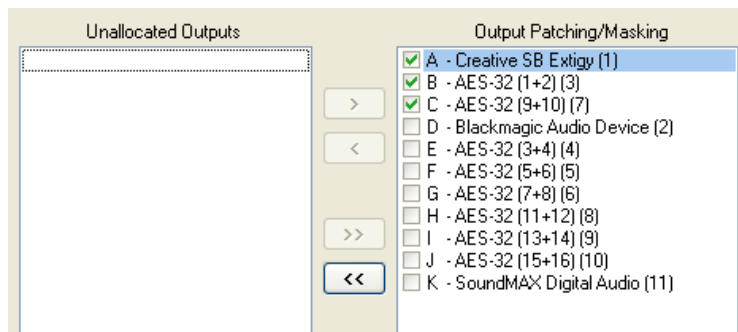 Unallocated Outputs
Output Patching/Masking
>
<
>>
<<
A - Creative SB Extigy (1)
B - AES-32 (1+2) (3)
C - AES-32 (9+10) (7)
D - Blackmagic Audio Device (2)
E - AES-32 (3+4) (4)
F - AES-32 (5+6) (5)
G - AES-32 (7+8) (6)
H - AES-32 (11+12) (8)
I - AES-32 (13+14) (9)
J - AES-32 (15+16) (10)
K - SoundMAX Digital Audio (11)